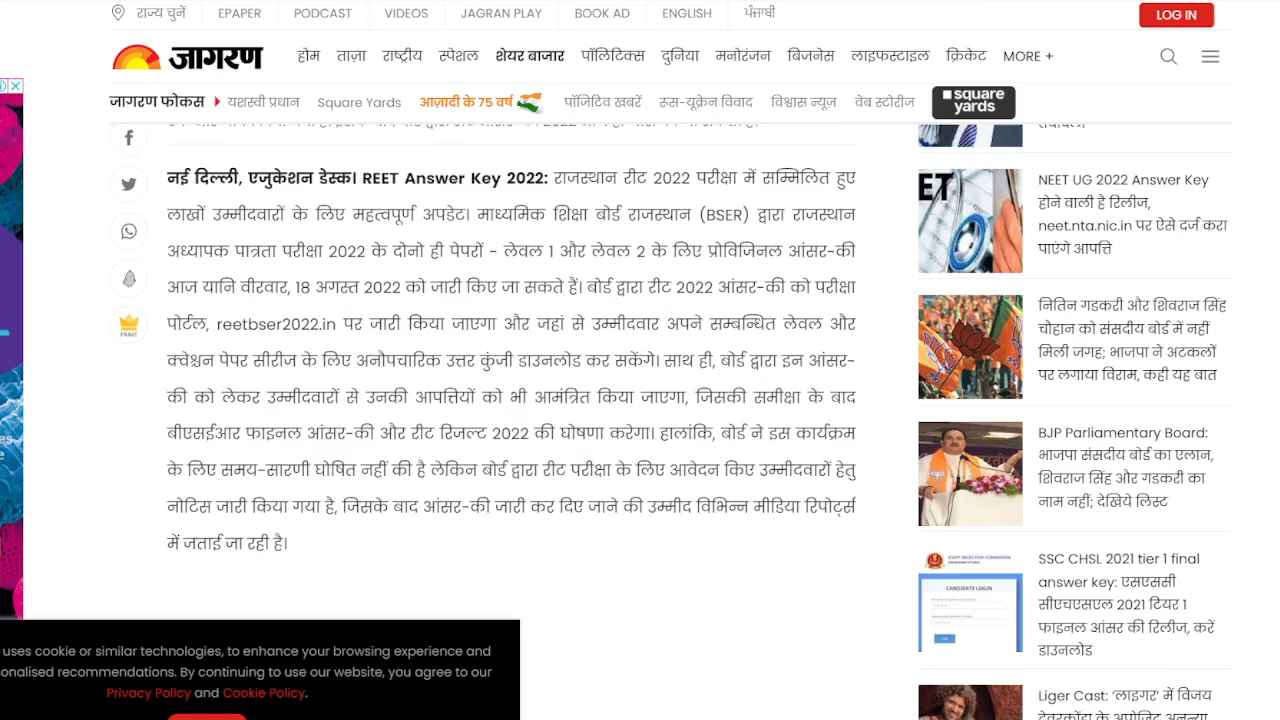 राज्य चुनें EPAPER PODCAST VIDEOS JAGRAN PLAY BOOK AD ENGLISH ਪੰਜਾਬੀ LOG IN
जागरण होम ताज़ा राष्ट्रीय स्पेशल शेयर बाजार पॉलिटिक्स दुनिया मनोरंजन बिजनेस लाइफस्टाइल क्रिकेट MORE +
जागरण फोकस यशस्वी प्रधान Square Yards आज़ादी के 75 वर्ष पॉजिटिव खबरें रूस-यूक्रेन विवाद विश्वास न्यूज़ वेब स्टोरीज square yards
नई दिल्ली, एजुकेशन डेस्क। REET Answer Key 2022: राजस्थान रीट 2022 परीक्षा में सम्मिलित हुए
लाखों उम्मीदवारों के लिए महत्वपूर्ण अपडेट। माध्यमिक शिक्षा बोर्ड राजस्थान (BSER) द्वारा राजस्थान
अध्यापक पात्रता परीक्षा 2022 के दोनो ही पेपरों - लेवल 1 और लेवल 2 के लिए प्रोविजिनल आंसर-की
आज यानि वीरवार, 18 अगस्त 2022 को जारी किए जा सकते हैं। बोर्ड द्वारा रीट 2022 आंसर-की को परीक्षा
पोर्टल, reetbser2022.in पर जारी किया जाएगा और जहां से उम्मीदवार अपने सम्बन्धित लेवल और
क्वेश्चन पेपर सीरीज के लिए अनौपचारिक उत्तर कुंजी डाउनलोड कर सकेंगे। साथ ही, बोर्ड द्वारा इन आंसर-
की को लेकर उम्मीदवारों से उनकी आपत्तियों को भी आमंत्रित किया जाएगा, जिसकी समीक्षा के बाद
बीएसईआर फाइनल आंसर-की और रीट रिजल्ट 2022 की घोषणा करेगा। हालांकि, बोर्ड ने इस कार्यक्रम
के लिए समय-सारणी घोषित नहीं की है लेकिन बोर्ड द्वारा रीट परीक्षा के लिए आवेदन किए उम्मीदवारों हेतु
नोटिस जारी किया गया है, जिसके बाद आंसर-की जारी कर दिए जाने की उम्मीद विभिन्न मीडिया रिपोर्ट्स
में जताई जा रही है।
PRIME
NEET UG 2022 Answer Key
होने वाली है रिलीज,
neet.nta.nic.in पर ऐसे दर्ज करा
पाएंगे आपत्ति
नितिन गडकरी और शिवराज सिंह
चौहान को संसदीय बोर्ड में नहीं
मिली जगह; भाजपा ने अटकलों
पर लगाया विराम, कही यह बात
BJP Parliamentary Board:
भाजपा संसदीय बोर्ड का एलान,
शिवराज सिंह और गडकरी का
नाम नहीं; देखिये लिस्ट
CANDIDATE LOGIN
SSC CHSL 2021 tier 1 final
answer key: एसएससी
सीएचएसएल 2021 टियर 1
फाइनल आंसर की रिलीज, करें
डाउनलोड
Liger Cast: ‘लाइगर’ में विजय
uses cookie or similar technologies, to enhance your browsing experience and
onalised recommendations. By continuing to use our website, you agree to our
Privacy Policy and Cookie Policy.